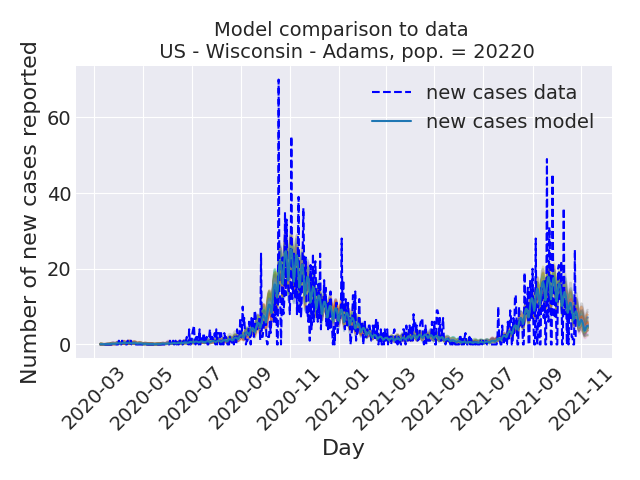 Model comparison to data
US - Wisconsin - Adams, pop. = 20220
Number of new cases reported
60
40
20
0
new cases data
new cases model
2020-03
2020-05
2020-07
2020-09
2020-11
2021-01
2021-03
2021-05
2021-07
2021-09
2021-11
Day